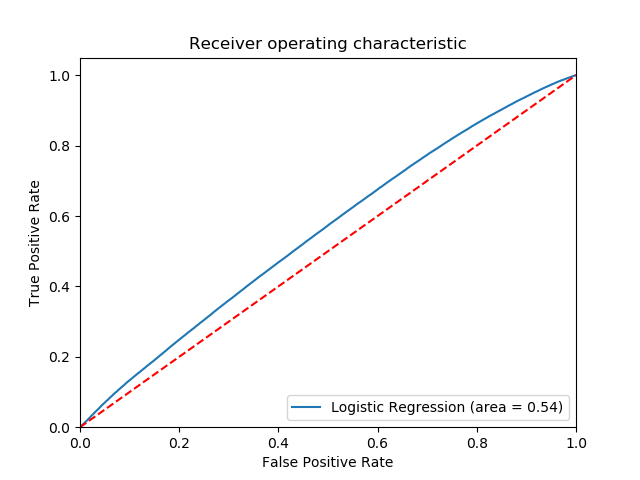 Receiver operating characteristic
1.0
0.8
0.6
0.4
0.2
0.0
True Positive Rate
Logistic Regression (area = 0.54)
0.0 0.2 0.4 0.6 0.8 1.0
False Positive Rate